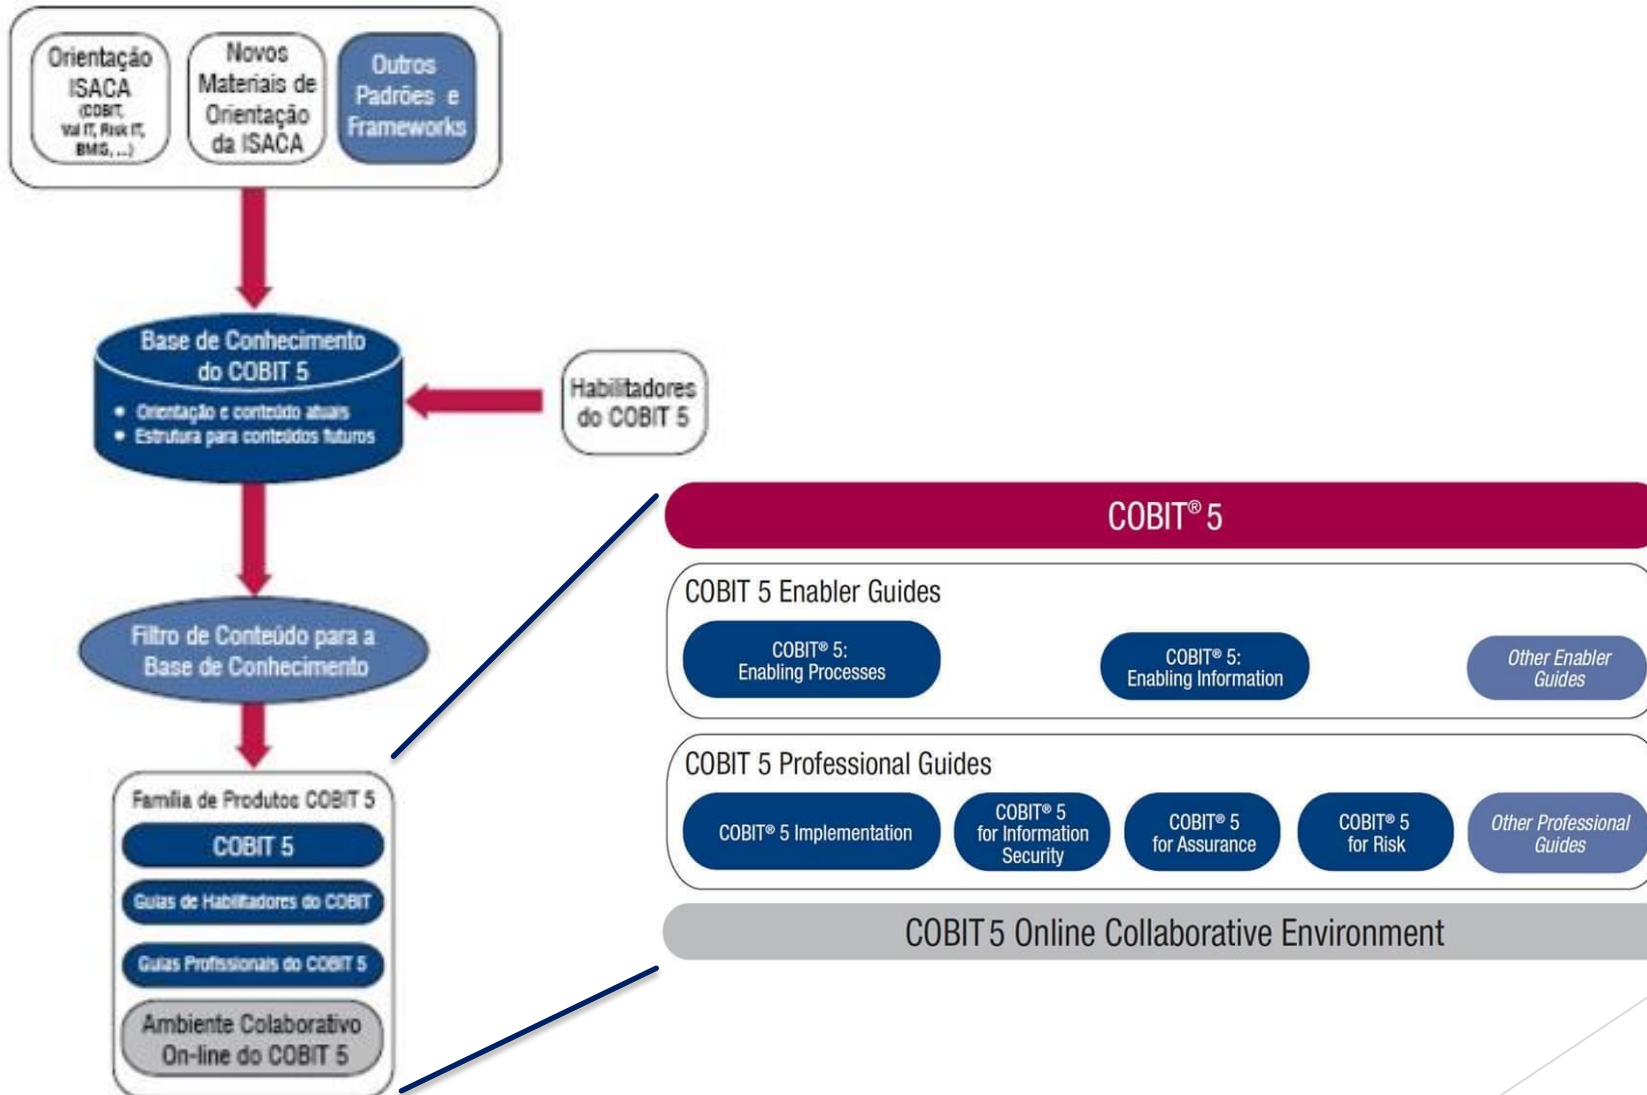 Orientação
ISACA
(COBIT,
Val IT, Risk IT,
BMIS, ...)
Novos
Materiais de
Orientação
da ISACA
Outros
Padrões e
Frameworks
Base de Conhecimento
do COBIT 5
• Orientação e conteúdo atuais
• Estrutura para conteúdos futuros
Habilitadores
do COBIT 5
Filtro de Conteúdo para a
Base de Conhecimento
Família de Produtos COBIT 5
COBIT 5
Guias de Habilitadores do COBIT
Guias Profissionais do COBIT 5
Ambiente Colaborativo
On-line do COBIT 5
COBIT® 5
COBIT 5 Enabler Guides
COBIT® 5:
Enabling Processes
COBIT® 5:
Enabling Information
Other Enabler
Guides
COBIT 5 Professional Guides
COBIT® 5 Implementation
COBIT® 5
for Information
Security
COBIT® 5
for Assurance
COBIT® 5
for Risk
Other Professional
Guides
COBIT 5 Online Collaborative Environment